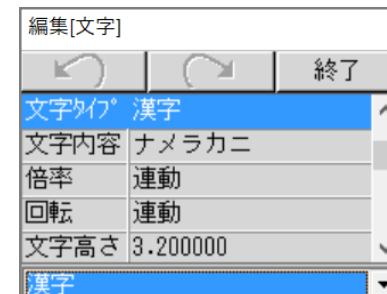 編集[文字]
終了
文字ﾀｲﾌﾟ 漢字
文字内容 ナメラカニ
倍率 連動
回転 連動
文字高さ 3.200000
漢字